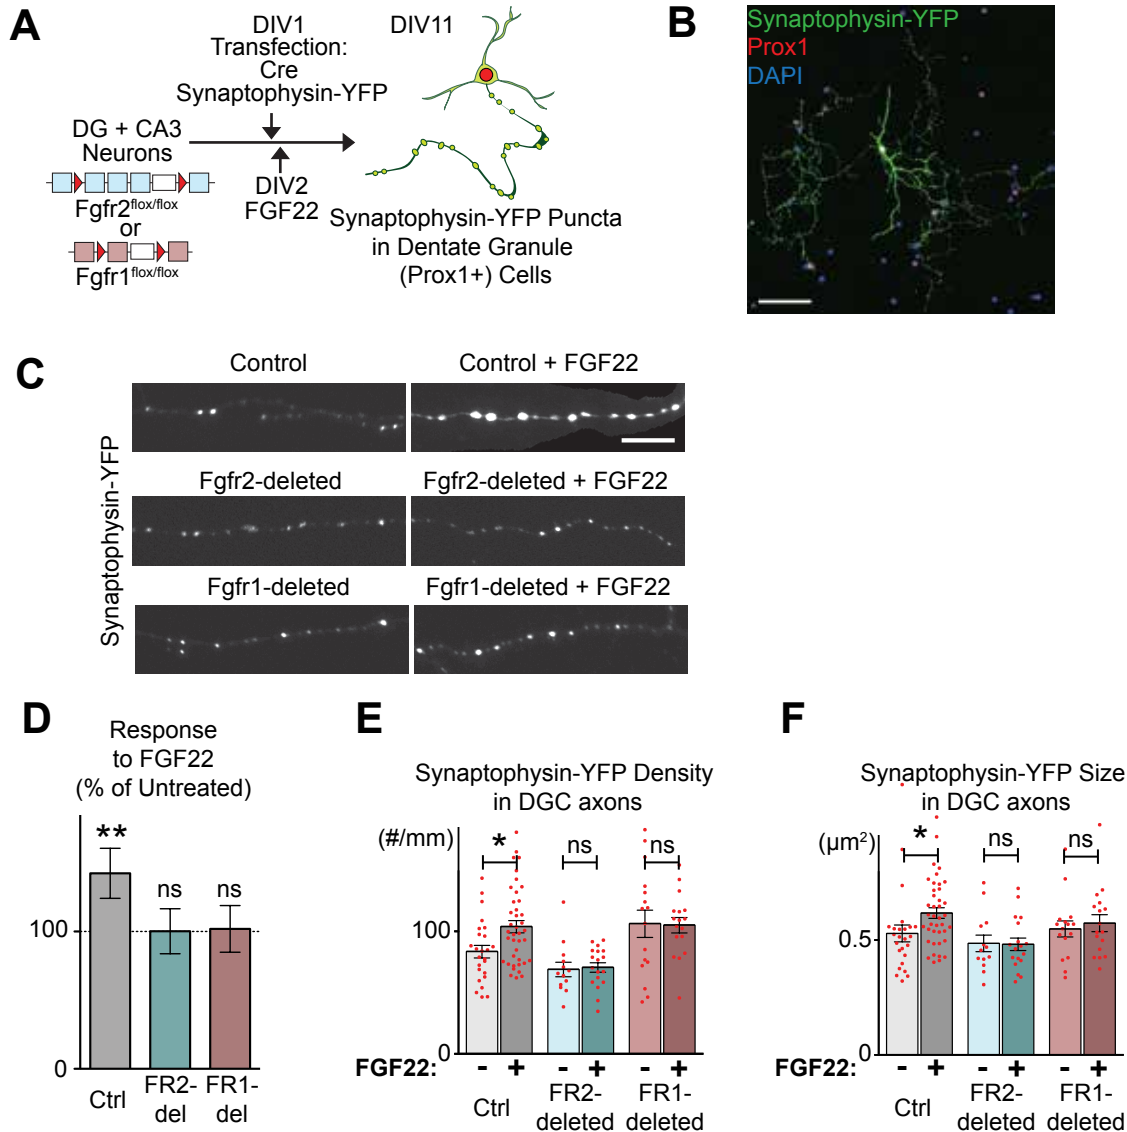 A
DIV1
Transfection:
Cre
Synaptophysin-YFP
DIV11
DG + CA3
Neurons
Fgfr2flox/flox
or
Fgfr1flox/flox
DIV2
FGF22
Synaptophysin-YFP Puncta
in Dentate Granule
(Prox1+) Cells
B
Synaptophysin-YFP
Prox1
DAPI
C
Synaptophysin-YFP
Control
Control + FGF22
Fgfr2-deleted
Fgfr2-deleted + FGF22
Fgfr1-deleted
Fgfr1-deleted + FGF22
D
Response
to FGF22
(% of Untreated)
**
ns
ns
100
0
Ctrl
FR2-
del
FR1-
del
E
Synaptophysin-YFP Density
in DGC axons
(#/mm)
*
ns
ns
100
0
FGF22:
- + - + - +
Ctrl
FR2-
deleted
FR1-
deleted
F
Synaptophysin-YFP Size
in DGC axons
(µm²)
*
ns
ns
0.5
0
- + - + - +
Ctrl
FR2-
deleted
FR1-
deleted